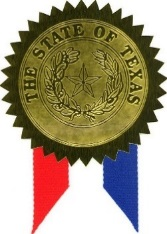 THE STATE OF TEXAS